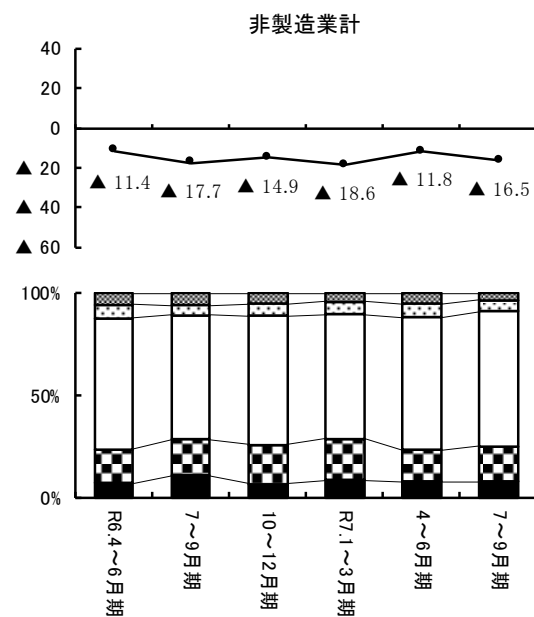 非製造業計
40
20
0
▲ 20
▲ 40
▲ 60
▲ 11.4
▲ 17.7
▲ 14.9
▲ 18.6
▲ 11.8
▲ 16.5
100%
50%
0%
R6.4～6月期
7～9月期
10～12月期
R7.1～3月期
4～6月期
7～9月期